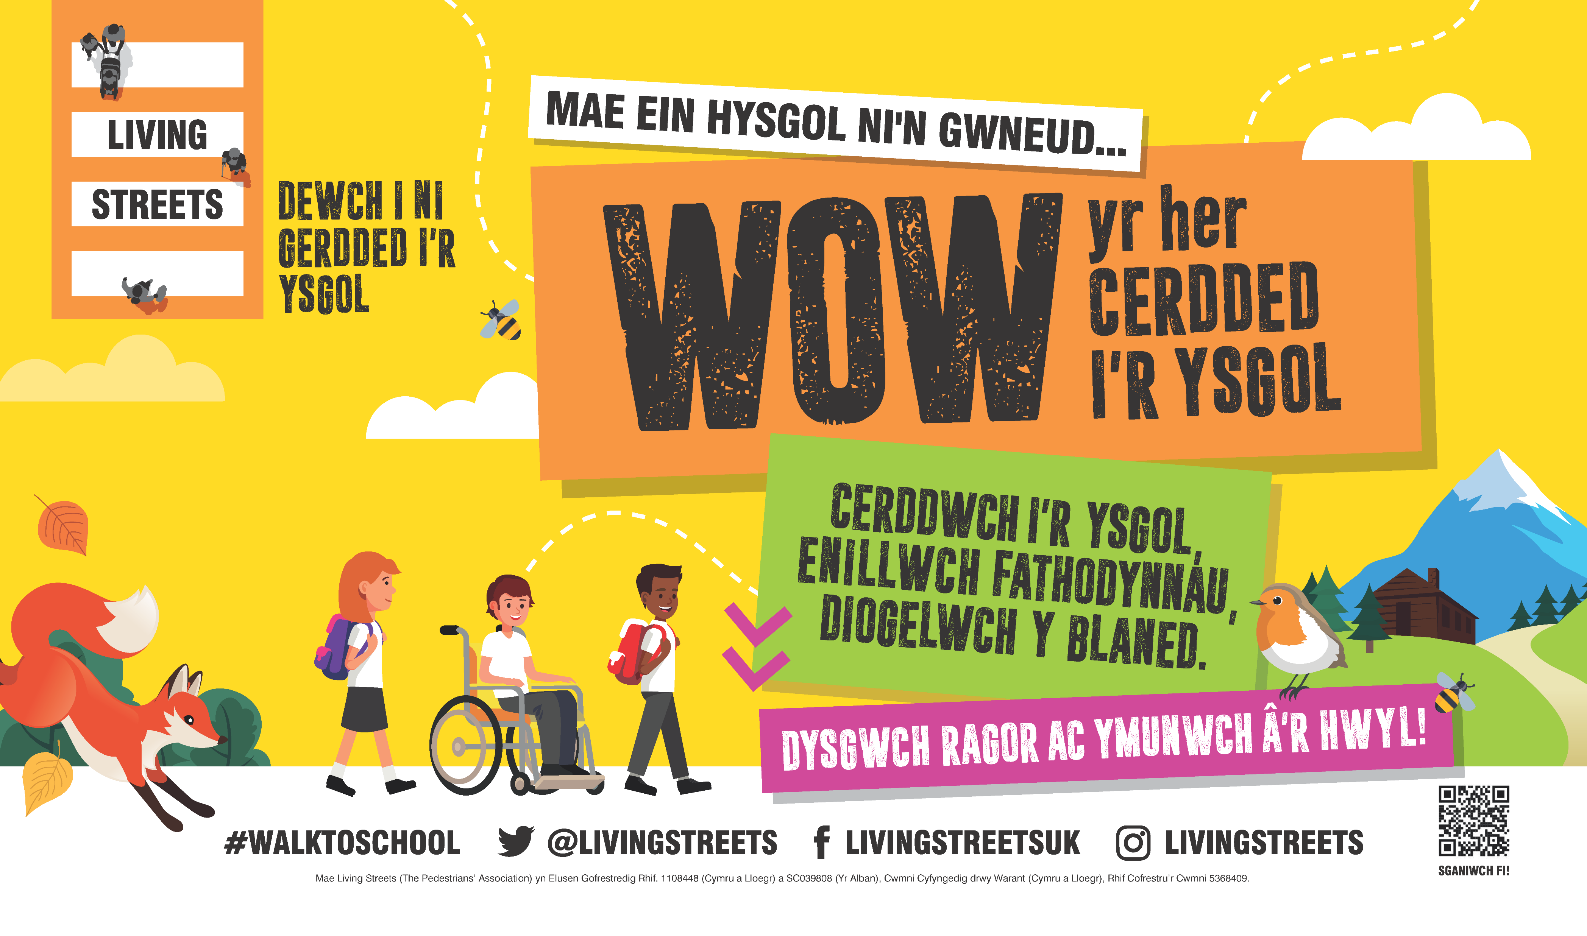 LIVING
STREETS
DEWCH I NI
GERDDED I'R
YSGOL
MAE EIN HYSGOL NI'N GWNEUD...
WOW
yr her
CERDDED
I'R YSGOL
CERDDWCH I'R YSGOL,
ENILLWCH FATHODYNNÁU,
DIOGELWCH Y BLANED.
DYSGWCH RAGOR AC YMUNWCH Â'R HWYL!
#WALKTOSCHOOL @LIVINGSTREETS LIVINGSTREETSUK LIVINGSTREETS
SGANIWCH FI!
Mae Living Streets (The Pedestrians' Association) yn Elusen Gofrestredig Rhif. 1108448 (Cymru a Lloegr) a SC039808 (Yr Alban), Cwmni Cyfyngedig drwy Warant (Cymru a Lloegr), Rhif Cofrestru'r Cwmni 5368409.